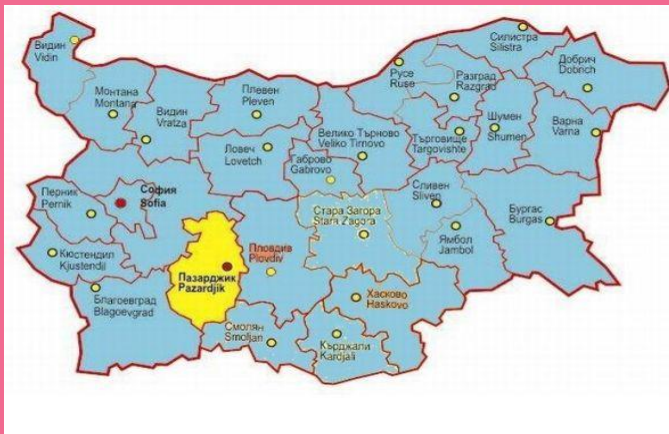 Видин
Vidin
Силистра
Silistra
Русе
Ruse
Добрич
Dobrich
Монтана
Montana
Видин
Vratza
Плевен
Pleven
Разград
Razgrad
Шумен
Shumen
Варна
Varna
Ловеч
Lovetch
Велико Търново
Veliko Tirnovo
Търговище
Targovishte
Габрово
Gabrovo
Перник
Pernik
София
Sofia
Стара Загора
Stara Zagora
Сливен
Sliven
Бургас
Burgas
Кюстендил
Kjustendil
Пловдив
Plovdiv
Ямбол
Jambol
Пазарджик
Pazardjik
Благоевград
Blagoevgrad
Хасково
Haskovo
Смолян
Smoljan
Кърджали
Kardjali